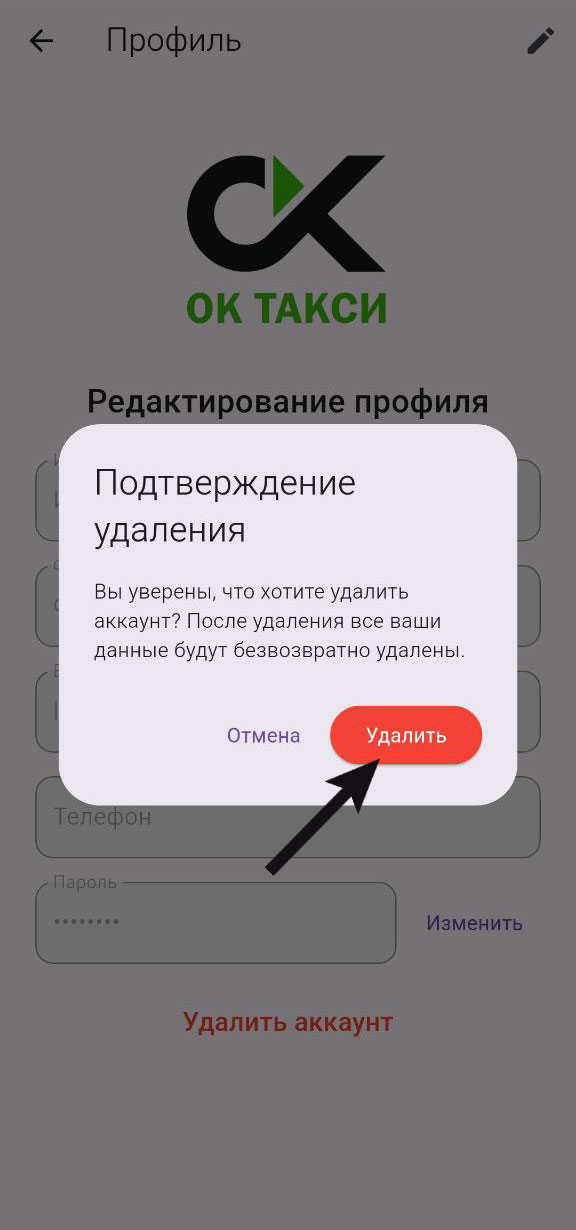 Профиль
ОК ТАКСИ
Редактирование профиля
Подтверждение
удаления
Вы уверены, что хотите удалить
аккаунт? После удаления все ваши
данные будут безвозвратно удалены.
Отмена
Удалить
Телефон
Пароль
••••••••
Изменить
Удалить аккаунт